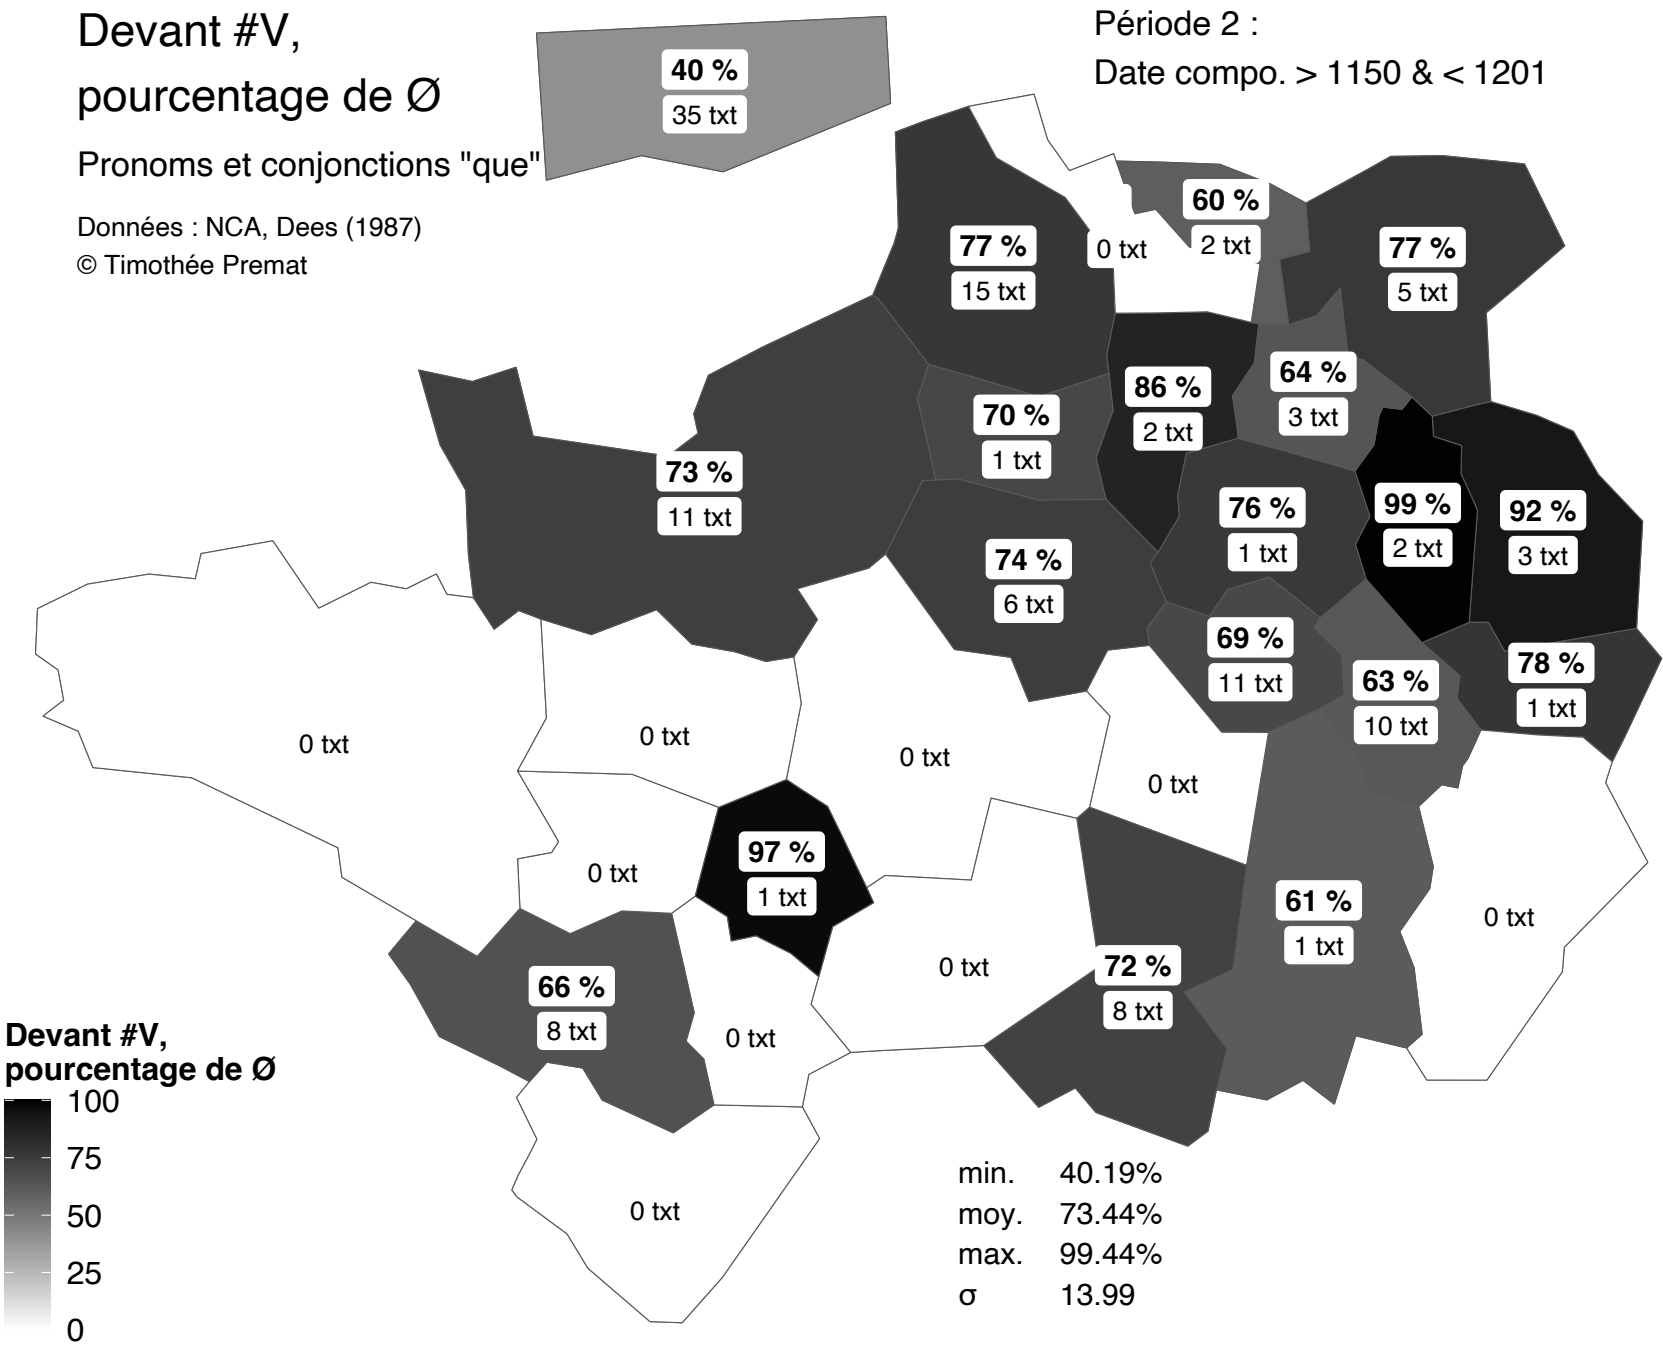 Devant #V,
pourcentage de Ø
Pronoms et conjonctions "que"
Données : NCA, Dees (1987)
© Timothée Premat
Période 2 :
Date compo. > 1150 & < 1201
40 %
35 txt
77 %
15 txt
0 txt
60 %
2 txt
77 %
5 txt
73 %
11 txt
70 %
1 txt
86 %
2 txt
64 %
3 txt
74 %
6 txt
76 %
1 txt
99 %
2 txt
92 %
3 txt
69 %
11 txt
63 %
10 txt
78 %
1 txt
0 txt
0 txt
0 txt
0 txt
0 txt
97 %
1 txt
61 %
1 txt
0 txt
66 %
8 txt
0 txt
0 txt
72 %
8 txt
0 txt
Devant #V,
pourcentage de Ø
100
75
50
25
0
min. 40.19%
moy. 73.44%
max. 99.44%
σ 13.99